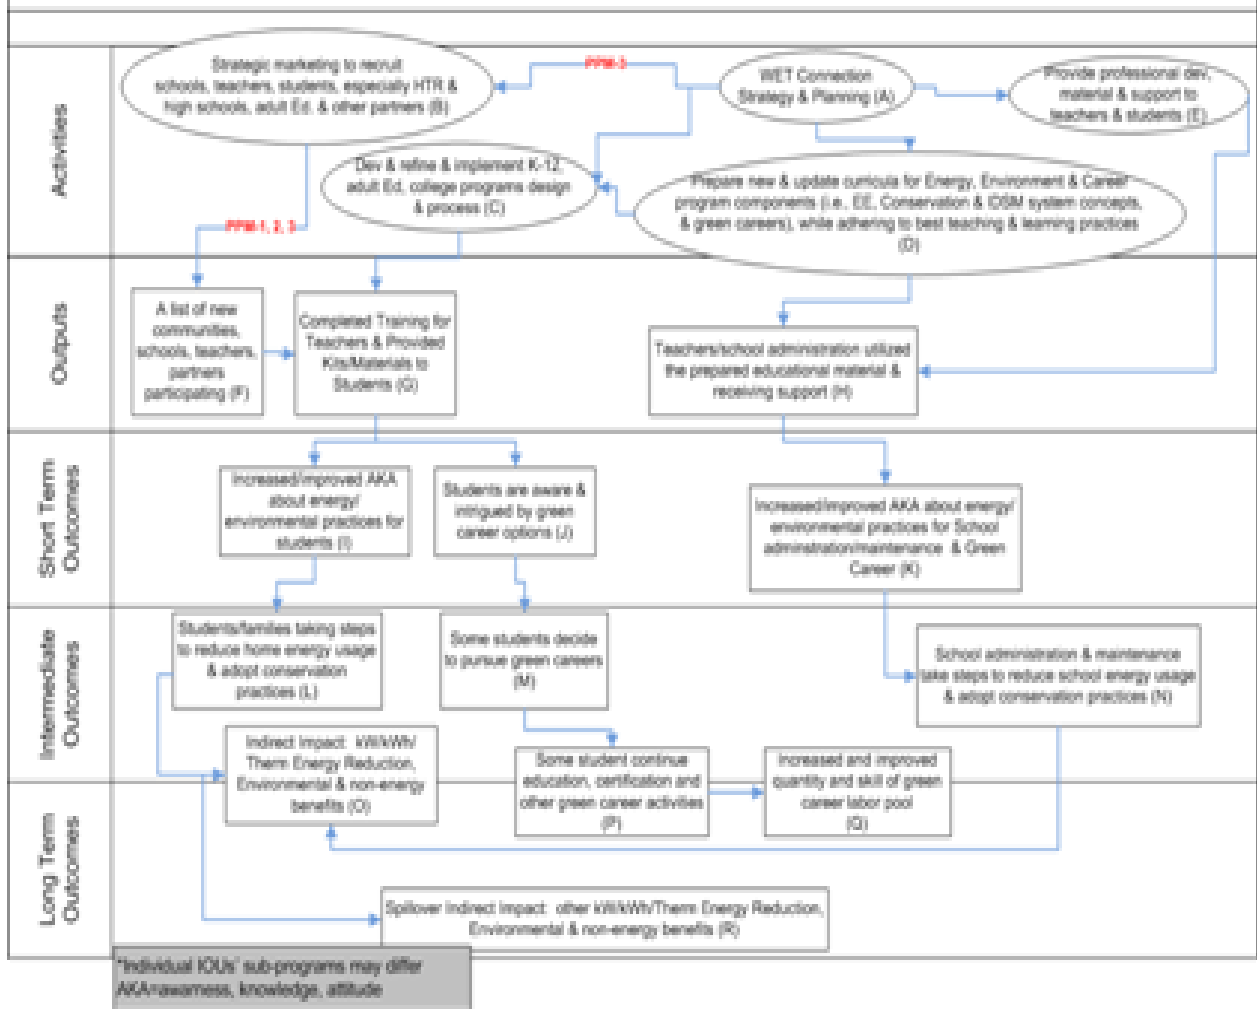 Activities
Strategic marketing to recruit
schools, teachers, students, especially HTR &
high schools, adult Ed. & other partners (B)
PPM-3
WET Connection
Strategy & Planning (A)
Provide professional dev,
material & support to
teachers & students (E)
Dev & refine & implement K-12,
adult Ed, college programs design
& process (C)
Prepare new & update curricula for Energy, Environment & Career
program components (i.e., EE, Conservation & IDSM system concepts,
& green careers), while adhering to best teaching & learning practices
(D)
PPM-1, 2, 3
Outputs
A list of new
communities,
schools, teachers,
partners
participating (F)
Completed Training for
Teachers & Provided
Kits/Materials to
Students (G)
Teachers/school administration utilized
the prepared educational material &
receiving support (H)
Short Term
Outcomes
Increased/improved AKA
about energy/
environmental practices for
students (I)
Students are aware &
intrigued by green
career options (J)
Increased/improved AKA about energy/
environmental practices for School
adminstration/maintenance & Green
Career (K)
Intermediate
Outcomes
Students/families taking steps
to reduce home energy usage
& adopt conservation
practices (L)
Some students decide
to pursue green careers
(M)
School administration & maintenance
take steps to reduce school energy usage
& adopt conservation practices (N)
Indirect Impact: kW/kWh/
Therm Energy Reduction,
Environmental & non-energy
benefits (O)
Some student continue
education, certification and
other green career activities
(P)
Increased and improved
quantity and skill of green
career labor pool
(Q)
Long Term
Outcomes
Spillover Indirect Impact: other kW/kWh/Therm Energy Reduction,
Environmental & non-energy benefits (R)
*Individual IOUs' sub-programs may differ
AKA=awarness, knowledge, attitude